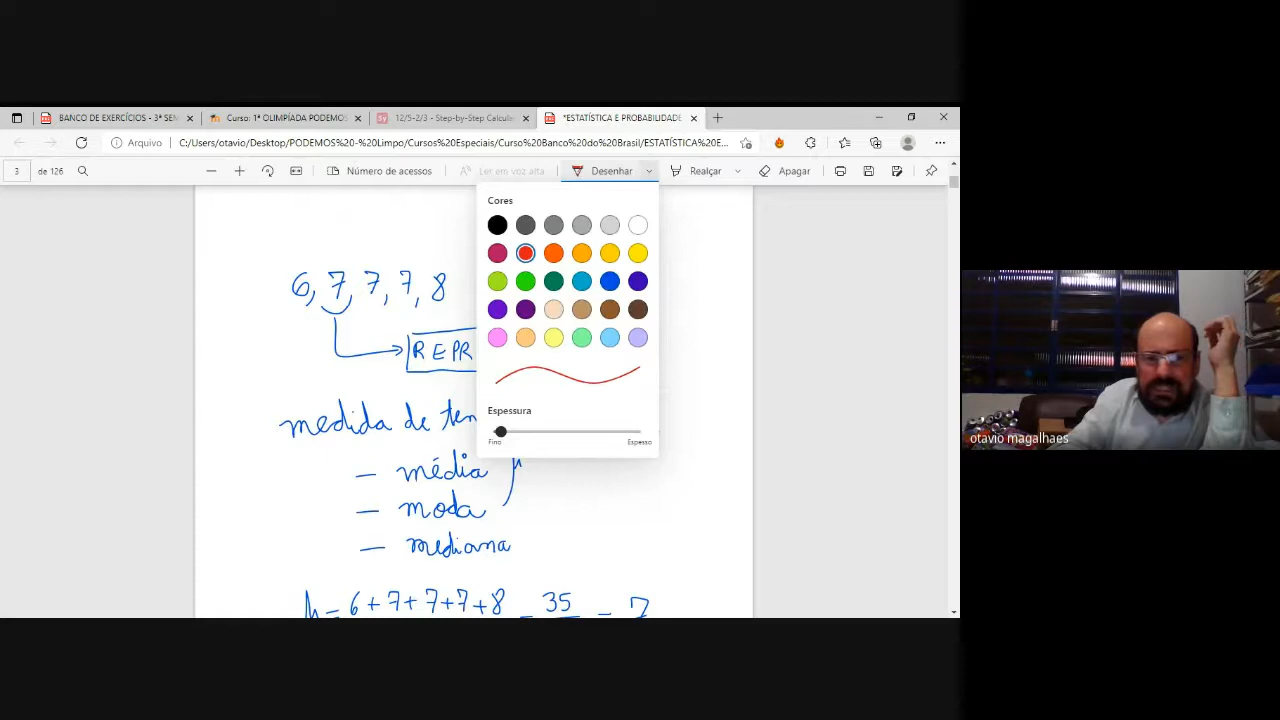 BANCO DE EXERCÍCIOS - 3ª SEM
Curso: 1ª OLIMPÍADA PODEMOS
12/5-2/3 - Step-by-Step Calcula
*ESTATÍSTICA E PROBABILIDADE
Arquivo
C:/Users/otavio/Desktop/PODEMOS%20-%20Limpo/Cursos%20Especiais/Curso%20Banco%20do%20Brasil/ESTATÍSTICA%20E...
3
de 126
Número de acessos
Ler em voz alta
Desenhar
Realçar
Apagar
Cores
6, 7, 7, 7, 8
REPR
Espessura
Fino
Espesso
medida de ten
— média
— moda
— mediana
6+7+7+7+8
35
7
otavio magalhaes